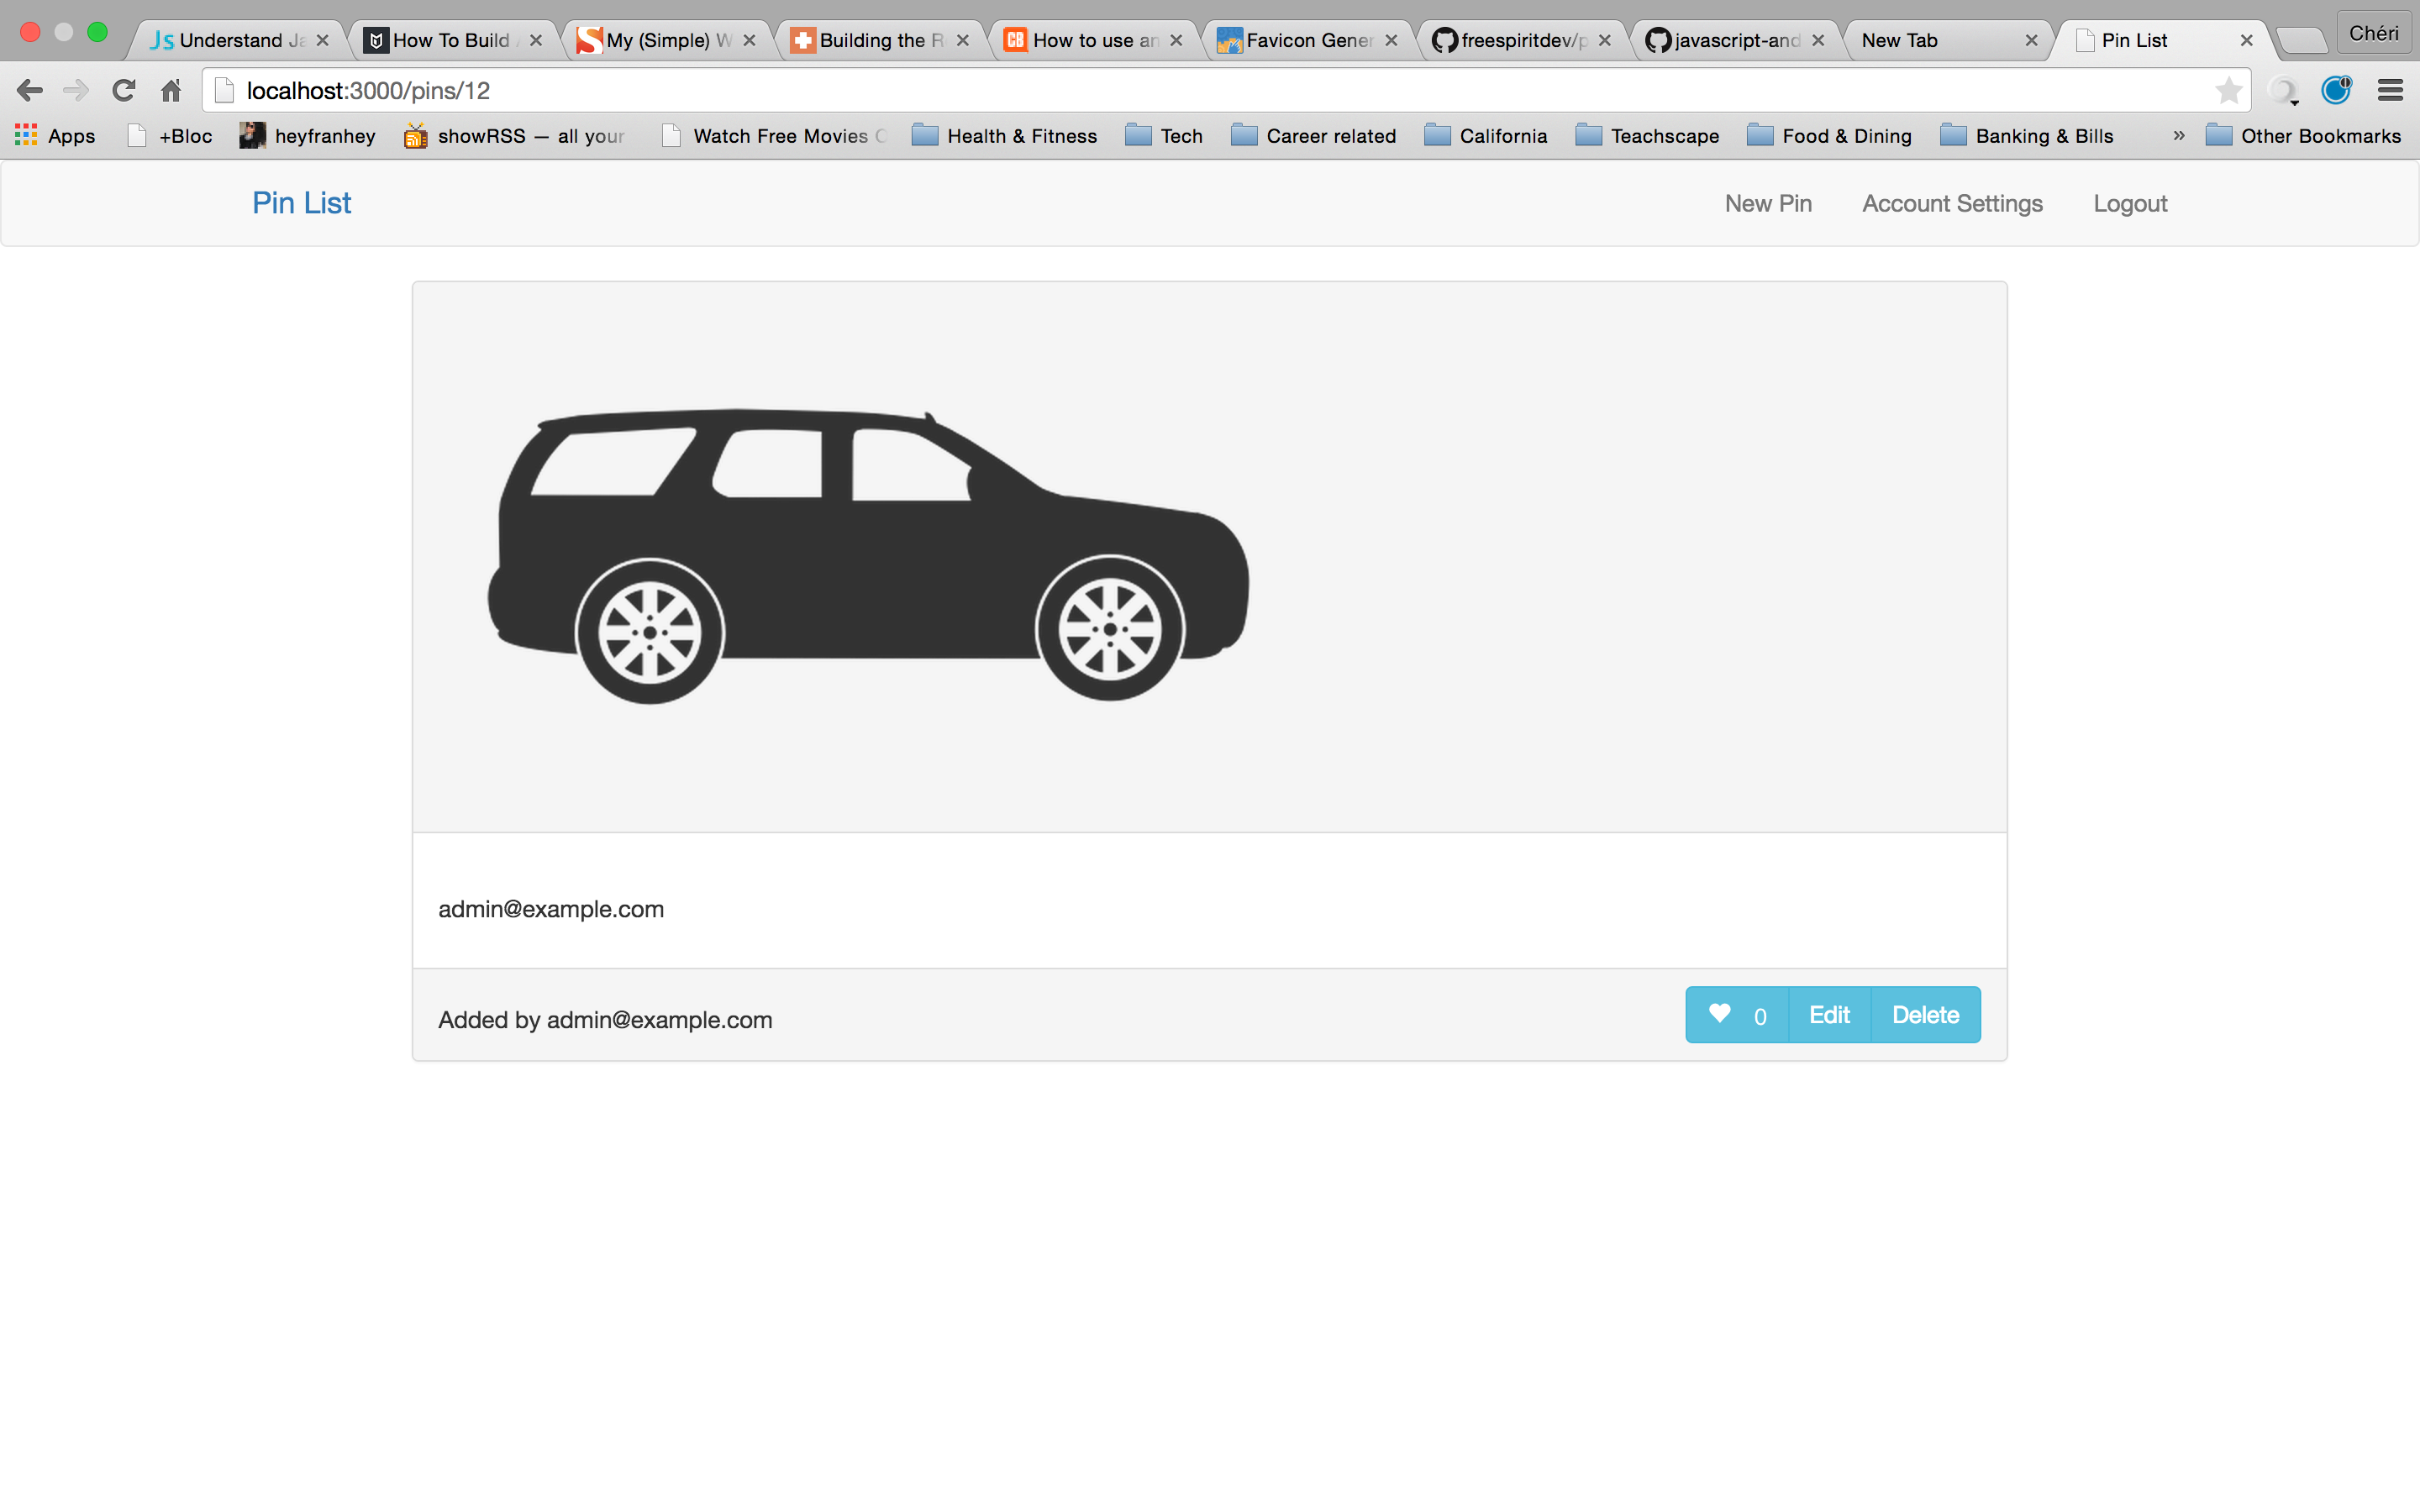 Understand Ja
How To Build
My (Simple) W
Building the R
How to use an
Favicon Gener
freespiritdev/p
javascript-and
New Tab
Pin List
Chéri
localhost:3000/pins/12
Apps
+Bloc
heyfranhey
showRSS — all your
Watch Free Movies
Health & Fitness
Tech
Career related
California
Teachscape
Food & Dining
Banking & Bills
»
Other Bookmarks
Pin List
New Pin
Account Settings
Logout
admin@example.com
Added by admin@example.com
0
Edit
Delete